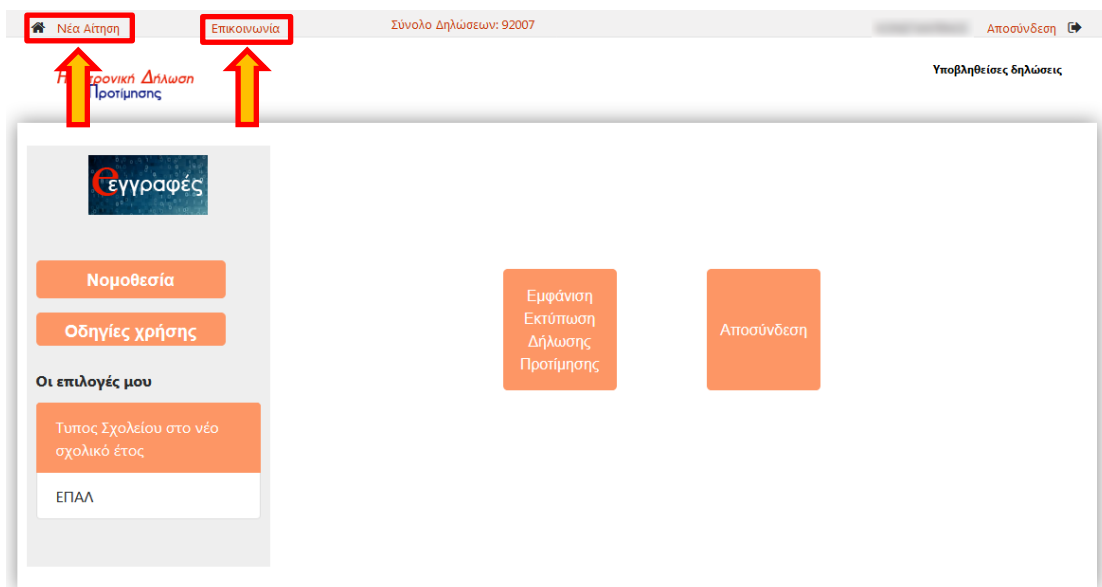 Νέα Αίτηση
Επικοινωνία
Σύνολο Δηλώσεων: 92007
Αποσύνδεση
Δήλωση
Προτίμησης
Υποβληθείσες δηλώσεις
eεγγραφές
Νομοθεσία
Οδηγίες χρήσης
Οι επιλογές μου
Τυπος Σχολείου στο νέο
σχολικό έτος
ΕΠΑΛ
Εμφάνιση
Εκτύπωση
Δήλωσης
Προτίμησης
Αποσύνδεση